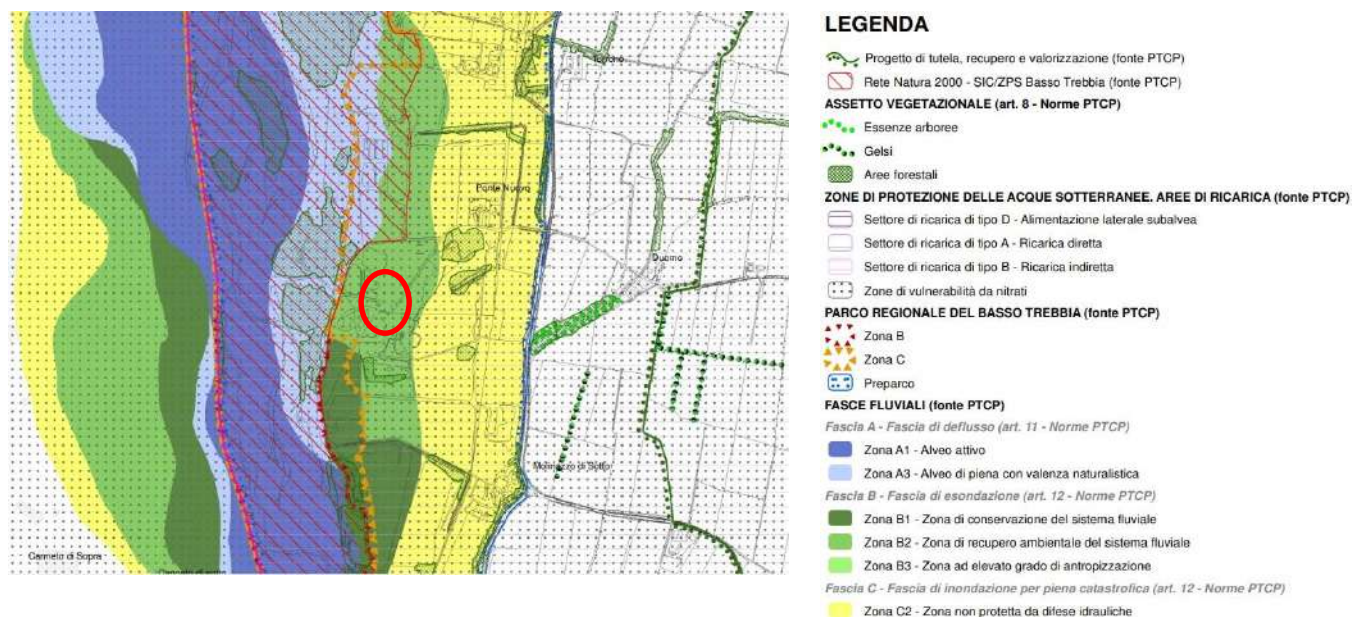 Ponte Nuovo
Duomo
Molinazzo di Sotto
Canneto di Sopra
LEGENDA
Progetto di tutela, recupero e valorizzazione (fonte PTCP)
Rete Natura 2000 - SIC/ZPS Basso Trebbia (fonte PTCP)
ASSETTO VEGETAZIONALE (art. 8 - Norme PTCP)
Essenze arboree
Gelsi
Aree forestali
ZONE DI PROTEZIONE DELLE ACQUE SOTTERRANEE. AREE DI RICARICA (fonte PTCP)
Settore di ricarica di tipo D - Alimentazione laterale subalvea
Settore di ricarica di tipo A - Ricarica diretta
Settore di ricarica di tipo B - Ricarica indiretta
Zone di vulnerabilità da nitrati
PARCO REGIONALE DEL BASSO TREBBIA (fonte PTCP)
Zona B
Zona C
Preparco
FASCE FLUVIALI (fonte PTCP)
Fascia A - Fascia di deflusso (art. 11 - Norme PTCP)
Zona A1 - Alveo attivo
Zona A3 - Alveo di piena con valenza naturalistica
Fascia B - Fascia di esondazione (art. 12 - Norme PTCP)
Zona B1 - Zona di conservazione del sistema fluviale
Zona B2 - Zona di recupero ambientale del sistema fluviale
Zona B3 - Zona ad elevato grado di antropizzazione
Fascia C - Fascia di inondazione per piena catastrofica (art. 12 - Norme PTCP)
Zona C2 - Zona non protetta da difese idrauliche